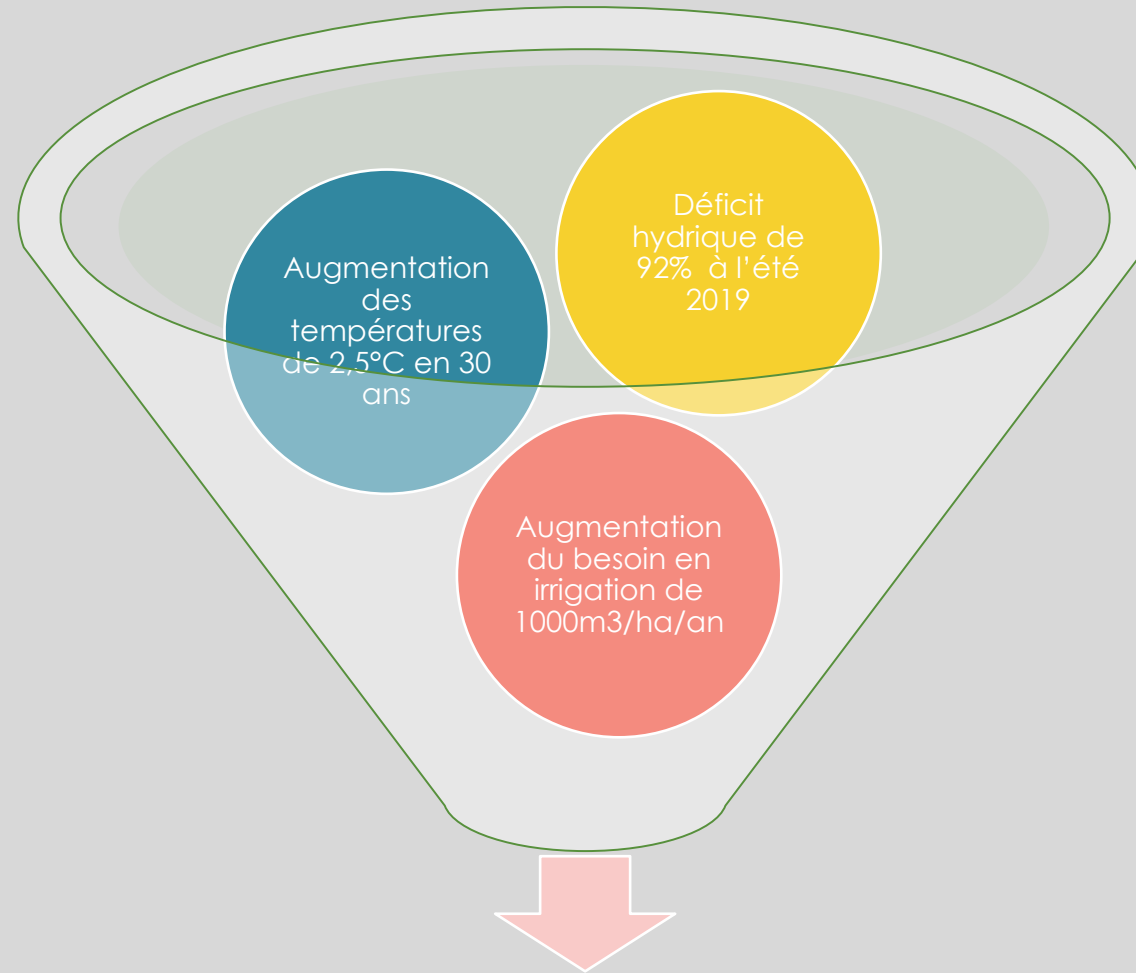 Augmentation
des
températures
de 2,5°C en 30
ans
Déficit
hydrique de
92% à l’été
2019
Augmentation
du besoin en
irrigation de
1000m3/ha/an